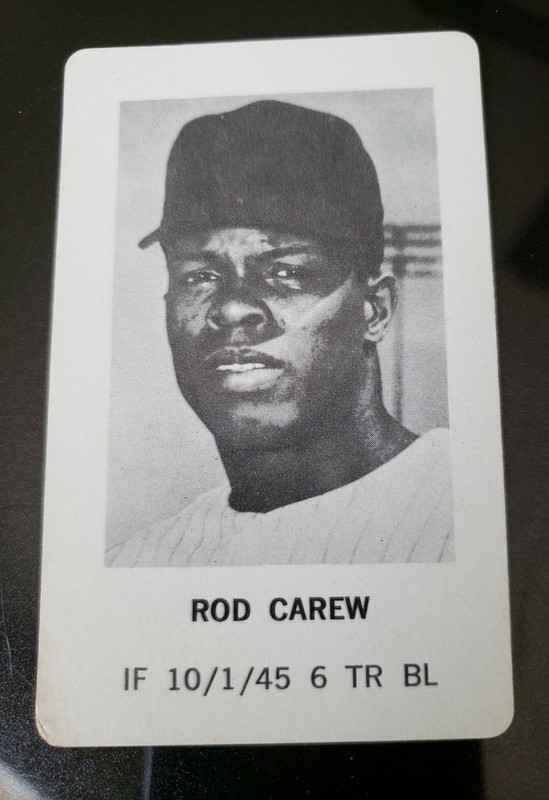 ROD CAREW
IF 10/1/45 6 TR BL